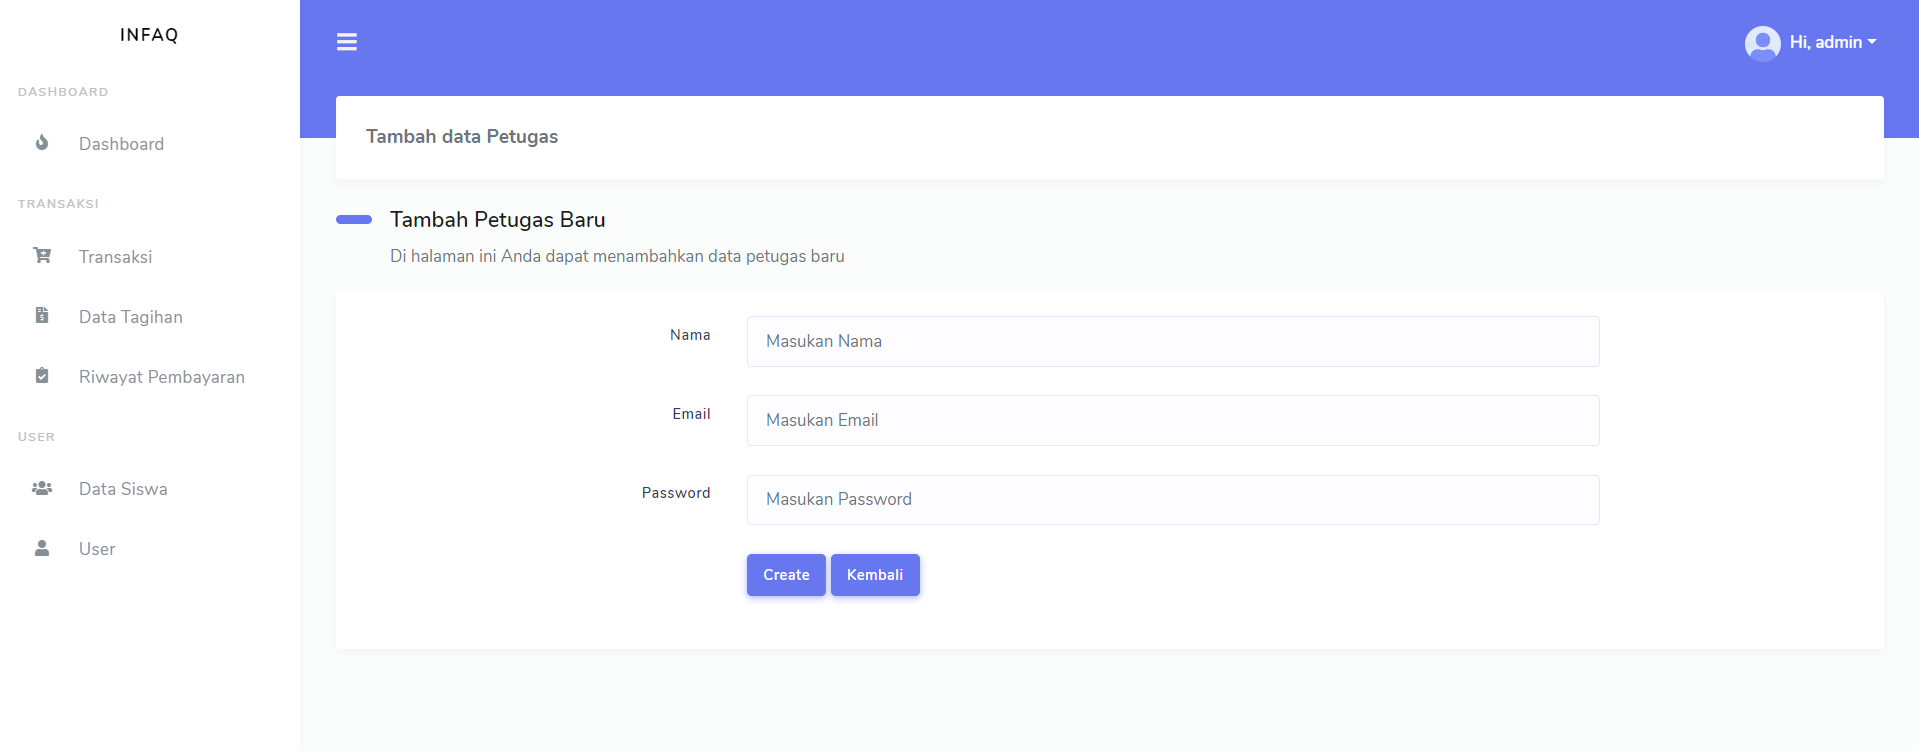 INFAQ
DASHBOARD
Dashboard
TRANSAKSI
Transaksi
Data Tagihan
Riwayat Pembayaran
USER
Data Siswa
User
Hi, admin
Tambah data Petugas
Tambah Petugas Baru
Di halaman ini Anda dapat menambahkan data petugas baru
Nama
Masukan Nama
Email
Masukan Email
Password
Masukan Password
Create
Kembali